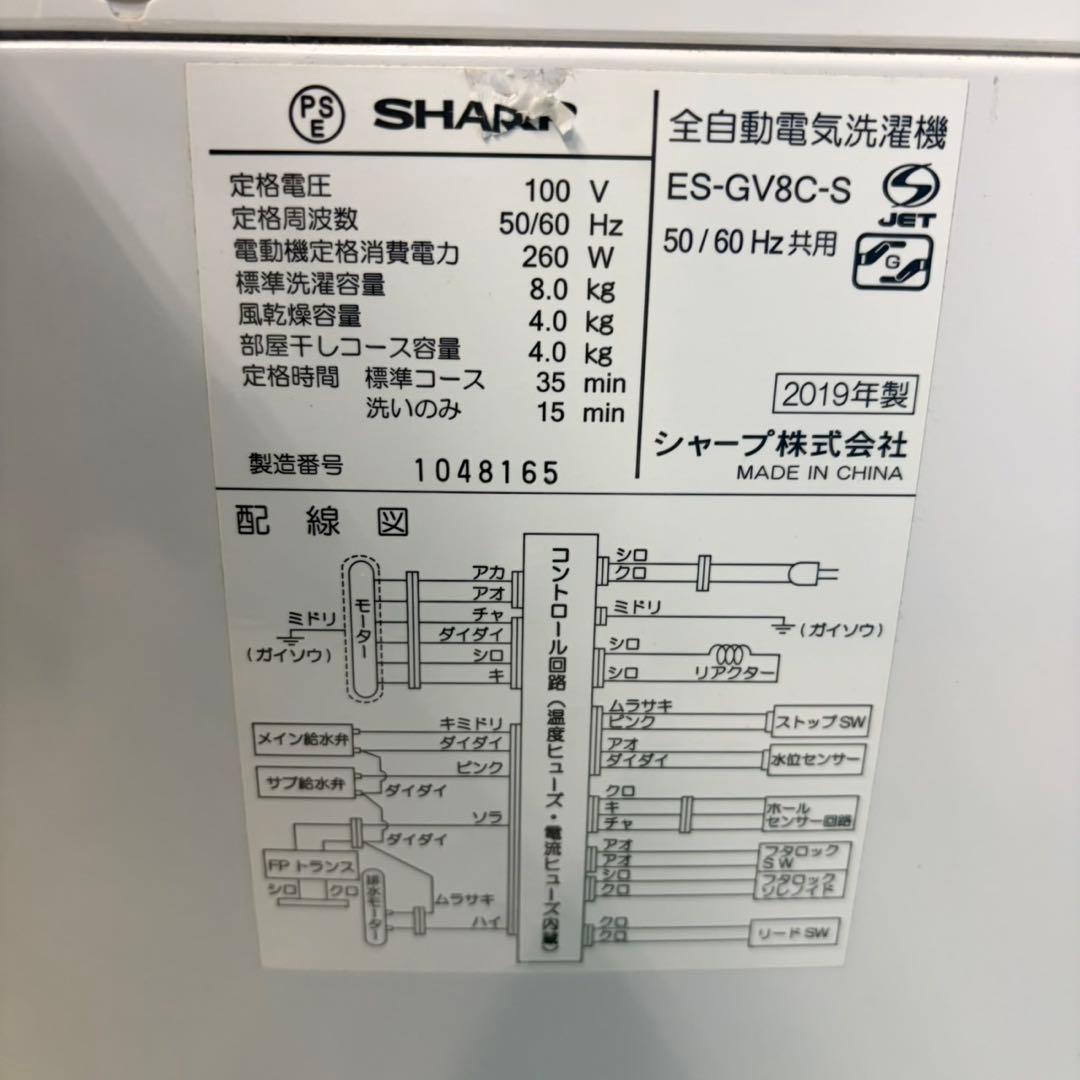 PS
E
SHARP
定格電圧 100 V
定格周波数 50/60 Hz
電動機定格消費電力 260 W
標準洗濯容量 8.0 kg
風乾燥容量 4.0 kg
部屋干しコース容量 4.0 kg
定格時間 標準コース 35 min
洗いのみ 15 min
製造番号 1048165
全自動電気洗濯機
ES-GV8C-S
JET
50/60 Hz共用
G
2019年製
シャープ株式会社
MADE IN CHINA
配線図
モーター
ミドリ
(ガイソウ)
アカ
アオ
チャ
ダイダイ
シロ
キ
メイン給水弁
キミドリ
ダイダイ
サブ給水弁
ピンク
ダイダイ
ソラ
ダイダイ
FPトランス
シロ
クロ
排水モーター
ムラサキ
ハイ
コントロール回路(温度ヒューズ・電流ヒューズ内蔵)
シロ
クロ
ミドリ
(ガイソウ)
シロ
シロ
リアクター
ムラサキ
ピンク
ストップSW
アオ
ダイダイ
水位センサー
クロ
キ
チャ
ホール
センサー回路
アオ
アオ
フタロック
SW
シロ
クロ
フタロック
ソレノイド
クロ
クロ
リードSW